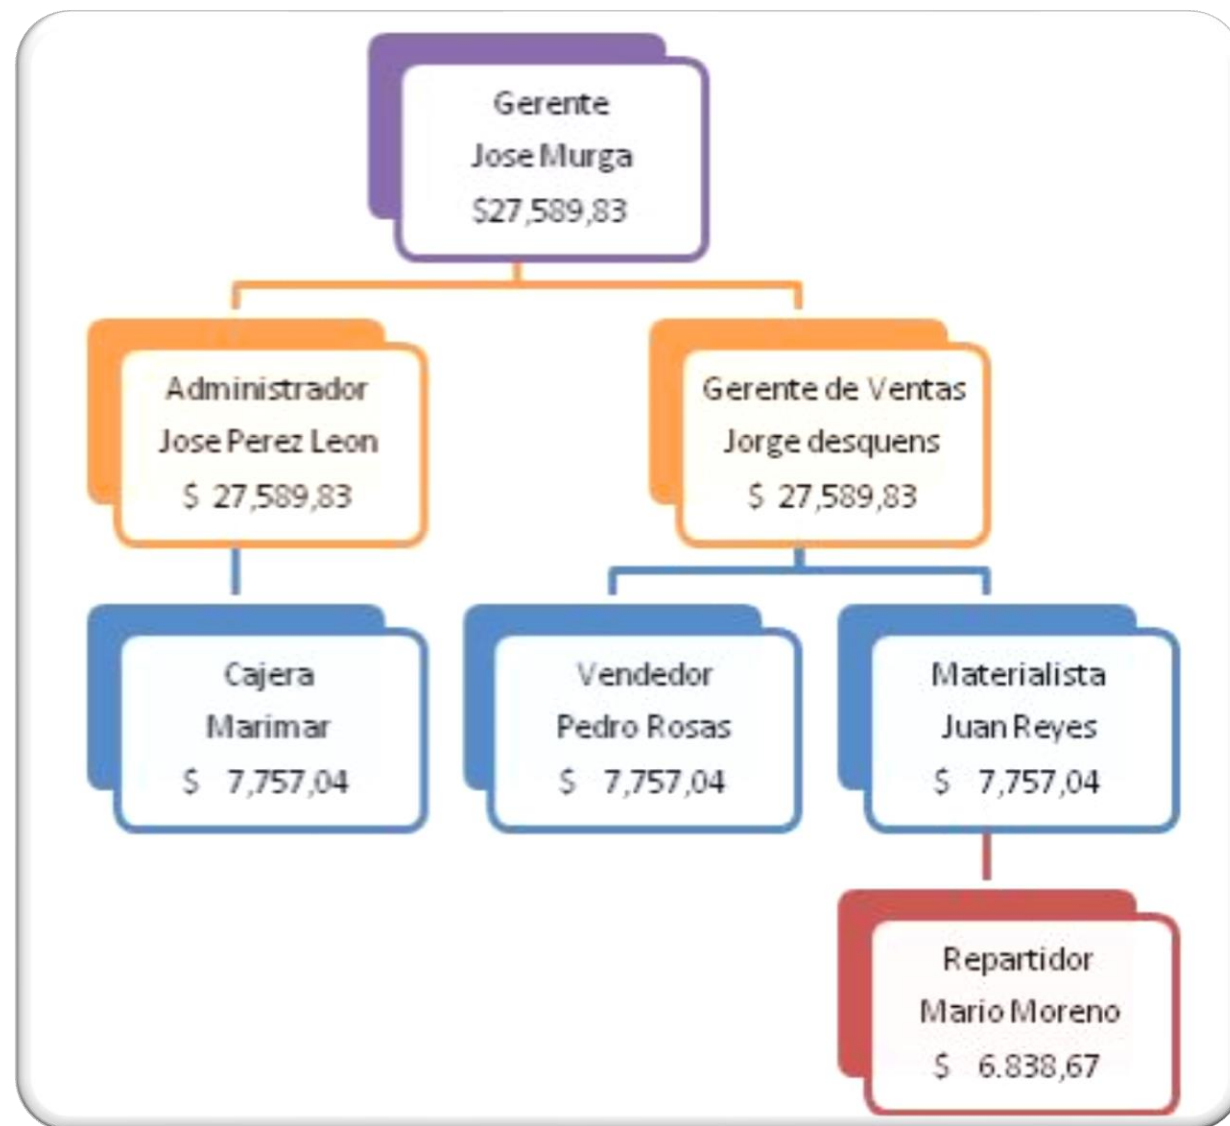 Gerente
Jose Murga
$27,589,83
Administrador
Jose Perez Leon
$ 27,589,83
Gerente de Ventas
Jorge desquens
$ 27,589,83
Cajera
Marimar
$ 7,757,04
Vendedor
Pedro Rosas
$ 7,757,04
Materialista
Juan Reyes
$ 7,757,04
Repartidor
Mario Moreno
$ 6.838,67